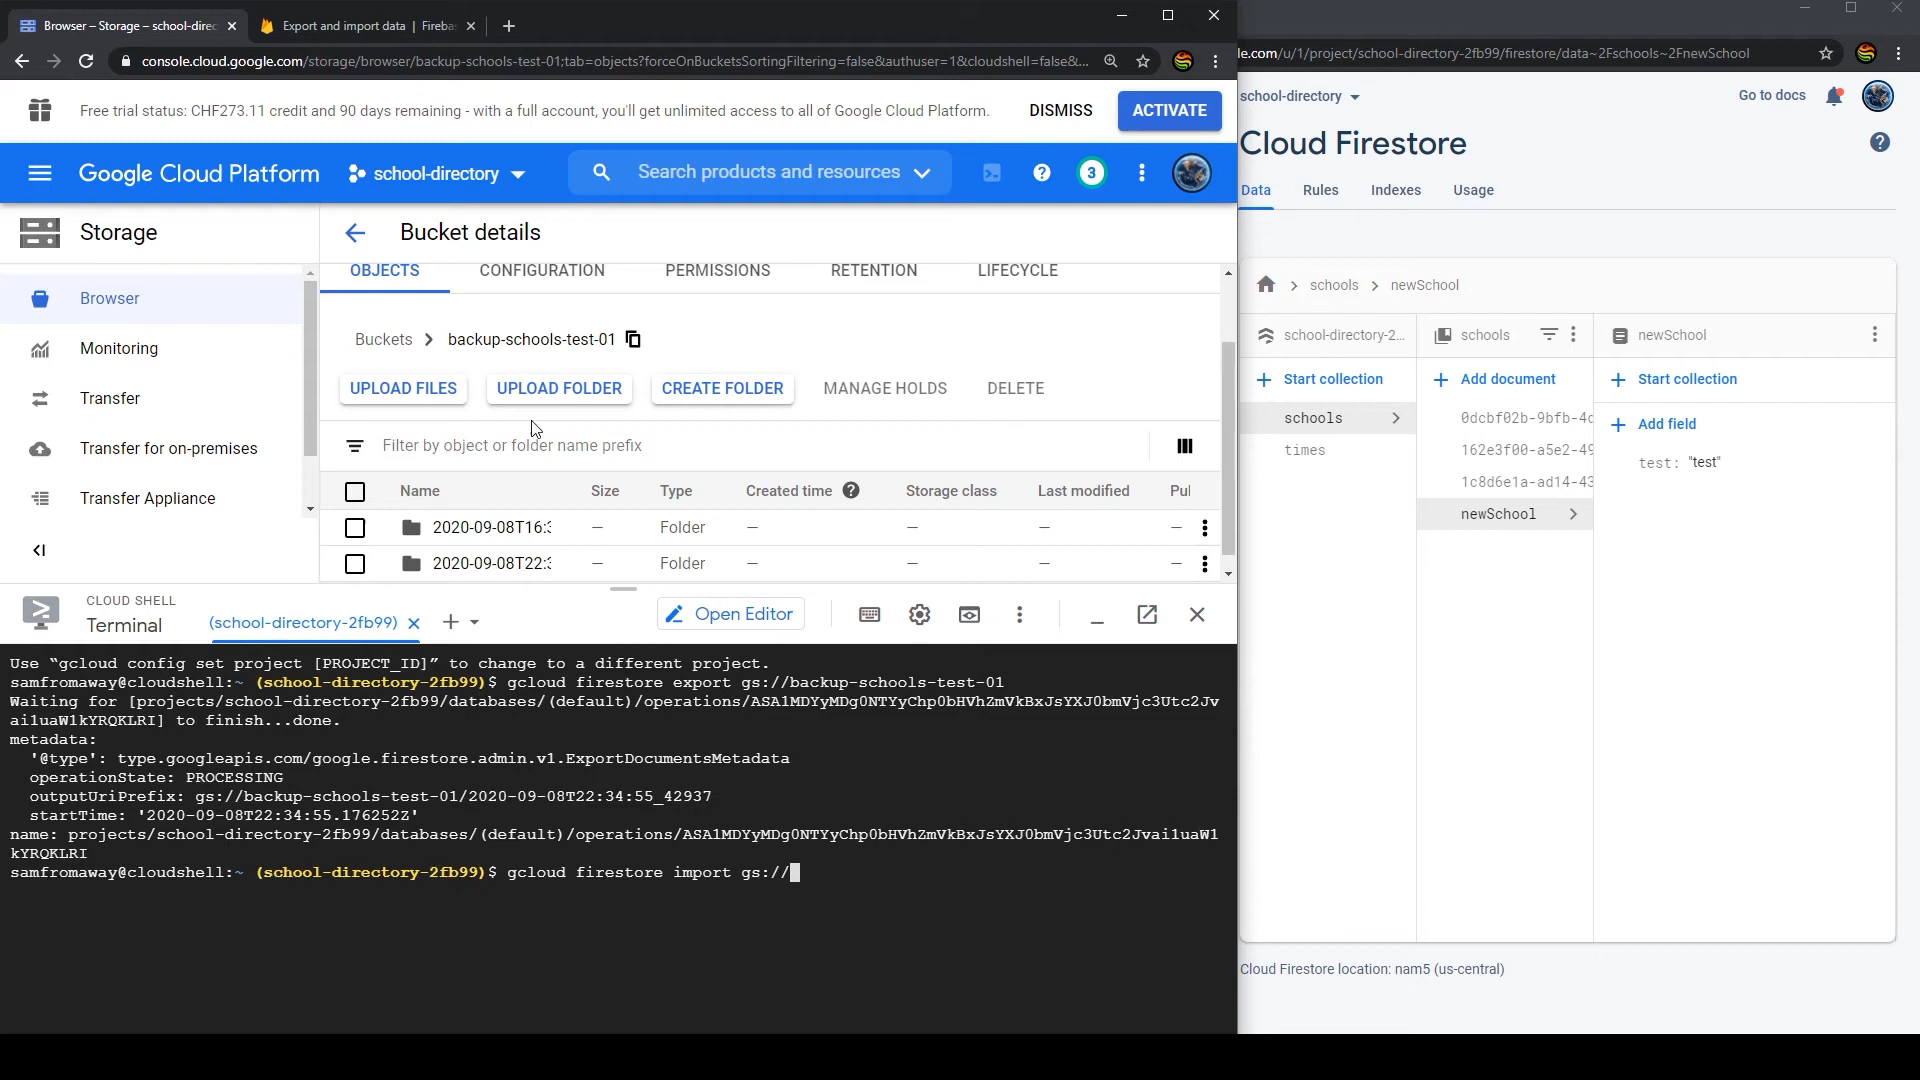 Browser – Storage – school-direc
Export and import data | Fireba
console.cloud.google.com/storage/browser/backup-schools-test-01;tab=objects?forceOnBucketsSortingFiltering=false&authuser=1&cloudshell=false&...
le.com/u/1/project/school-directory-2fb99/firestore/data~2Fschools~2FnewSchool
Free trial status: CHF273.11 credit and 90 days remaining - with a full account, you'll get unlimited access to all of Google Cloud Platform.
DISMISS
ACTIVATE
school-directory
Go to docs
Cloud Firestore
Google Cloud Platform
school-directory
Search products and resources
3
Data
Rules
Indexes
Usage
Storage
Bucket details
OBJECTS
CONFIGURATION
PERMISSIONS
RETENTION
LIFECYCLE
Browser
Monitoring
Transfer
Transfer for on-premises
Transfer Appliance
Buckets
backup-schools-test-01
UPLOAD FILES
UPLOAD FOLDER
CREATE FOLDER
MANAGE HOLDS
DELETE
Filter by object or folder name prefix
Name Size Type Created time Storage class Last modified Pul
2020-09-08T16:3 — Folder — — — —
2020-09-08T22:3 — Folder — — — —
schools
newSchool
school-directory-2...
schools
newSchool
Start collection
Add document
Start collection
schools
times
0dcbf02b-9bfb-4c
162e3f00-a5e2-49
1c8d6e1a-ad14-43
newSchool
Add field
test: "test"
Cloud Firestore location: nam5 (us-central)
CLOUD SHELL
Terminal
(school-directory-2fb99)
Open Editor
Use “gcloud config set project [PROJECT_ID]” to change to a different project.
samfromaway@cloudshell:~ (school-directory-2fb99)$ gcloud firestore export gs://backup-schools-test-01
Waiting for [projects/school-directory-2fb99/databases/(default)/operations/ASA1MDYyMDg0NTYyChp0bHVhZmVkBxJsYXJ0bmVjc3Utc2Jv
ai1uaW1kYRQKLRI] to finish...done.
metadata:
'@type': type.googleapis.com/google.firestore.admin.v1.ExportDocumentsMetadata
operationState: PROCESSING
outputUriPrefix: gs://backup-schools-test-01/2020-09-08T22:34:55_42937
startTime: '2020-09-08T22:34:55.176252Z'
name: projects/school-directory-2fb99/databases/(default)/operations/ASA1MDYyMDg0NTYyChp0bHVhZmVkBxJsYXJ0bmVjc3Utc2Jvai1uaW1
kYRQKLRI
samfromaway@cloudshell:~ (school-directory-2fb99)$ gcloud firestore import gs://